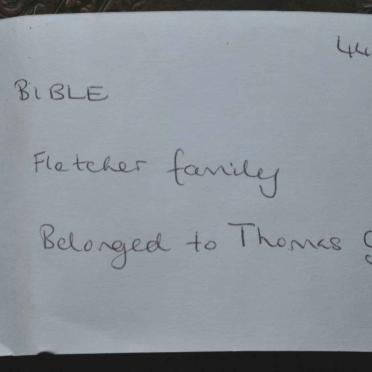 44
BIBLE
Fletcher family
Belonged to Thomas